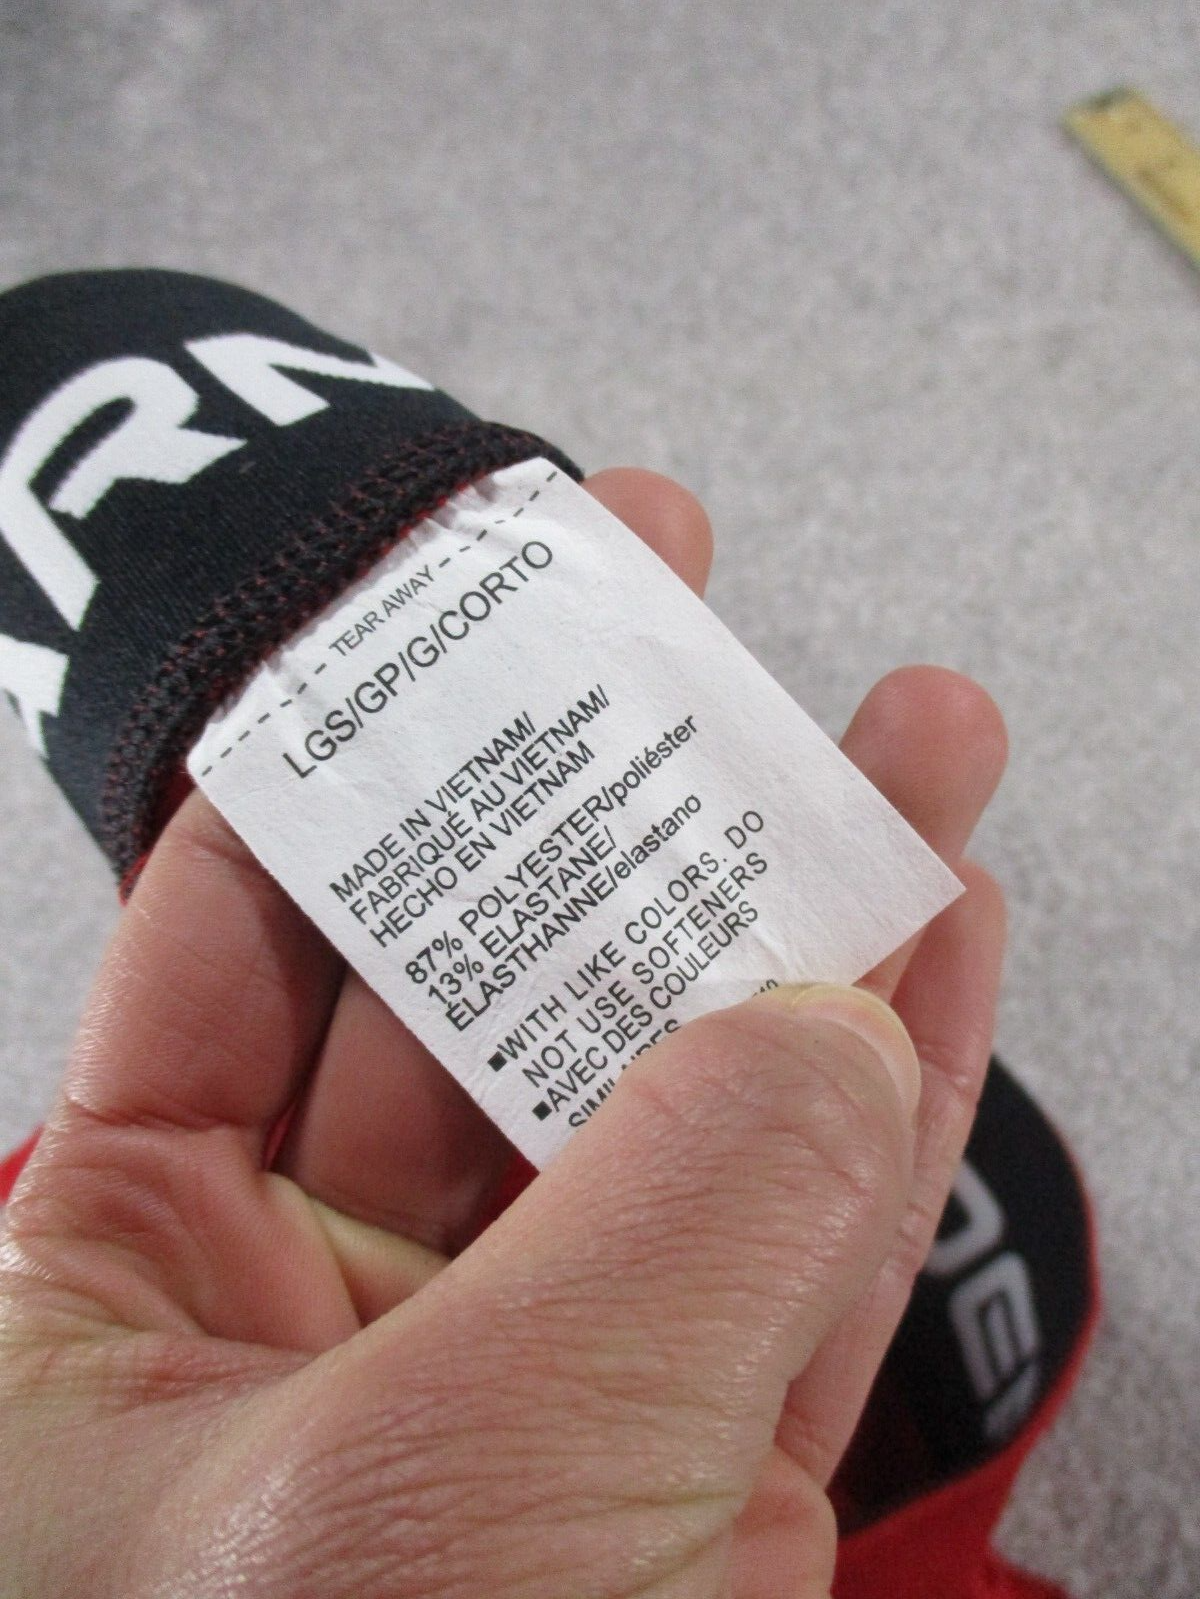 TEAR AWAY
LGS/GP/G/CORTO
MADE IN VIETNAM/
FABRIQUÉ AU VIETNAM/
HECHO EN VIETNAM
87% POLYESTER/poliéster
13% ELASTANE/
ÉLASTHANNE/elastano
■WITH LIKE COLORS. DO
NOT USE SOFTENERS
■AVEC DES COULEURS